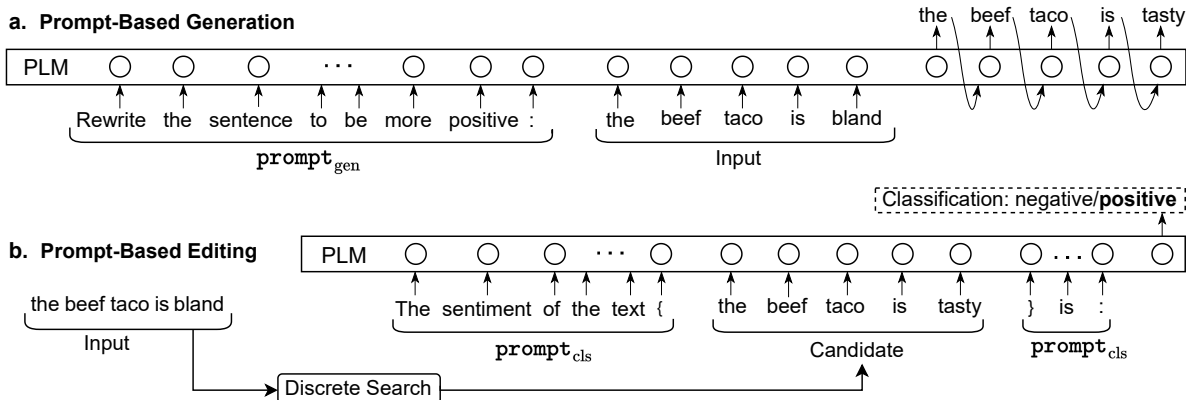 the beef taco is tasty
a. Prompt-Based Generation
PLM ...
Rewrite the sentence to be more positive : the beef taco is bland
prompt_gen Input
Classification: negative/positive
b. Prompt-Based Editing
PLM ... ...
the beef taco is bland
The sentiment of the text { the beef taco is tasty } is :
Input
prompt_cls Candidate prompt_cls
Discrete Search